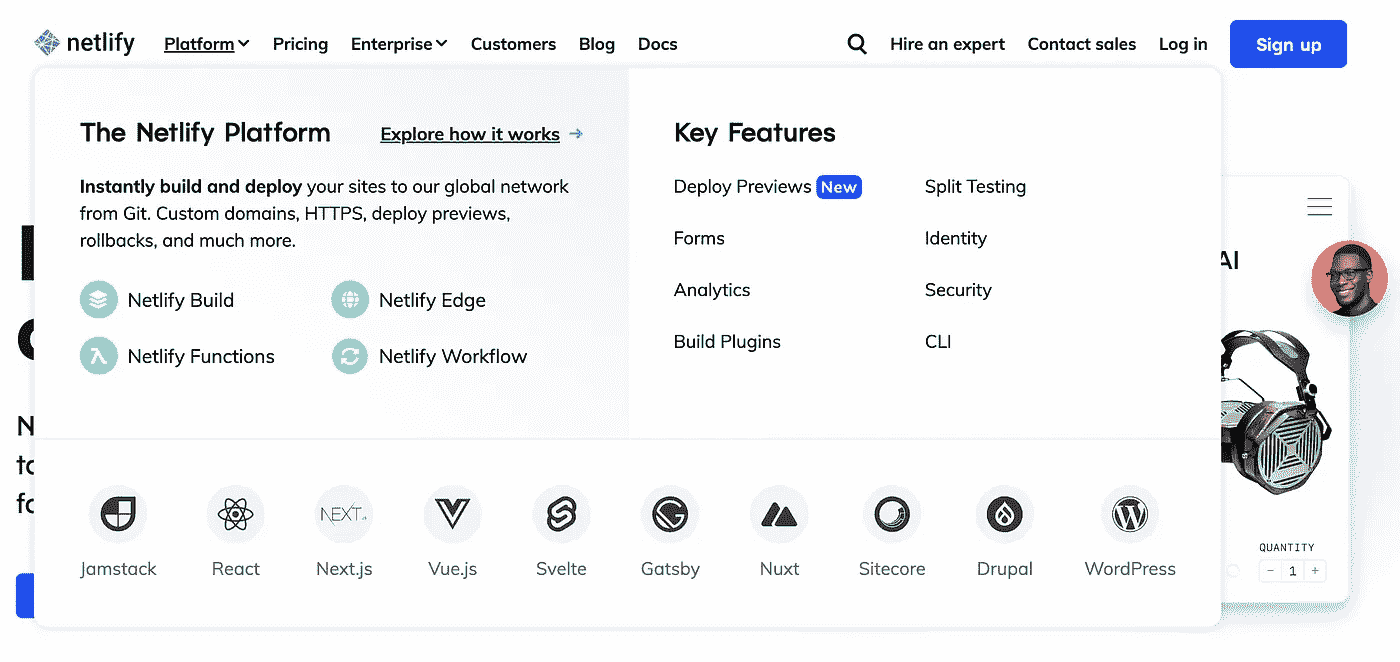 netlify Platform Pricing Enterprise Customers Blog Docs Hire an expert Contact sales Log in Sign up
The Netlify Platform Explore how it works →
Instantly build and deploy your sites to our global network
from Git. Custom domains, HTTPS, deploy previews,
rollbacks, and much more.
Netlify Build Netlify Edge
Netlify Functions Netlify Workflow
Key Features
Deploy Previews New Split Testing
Forms Identity
Analytics Security
Build Plugins CLI
NEXT.js
Jamstack React Next.js Vue.js Svelte Gatsby Nuxt Sitecore Drupal WordPress
QUANTITY
− 1 +